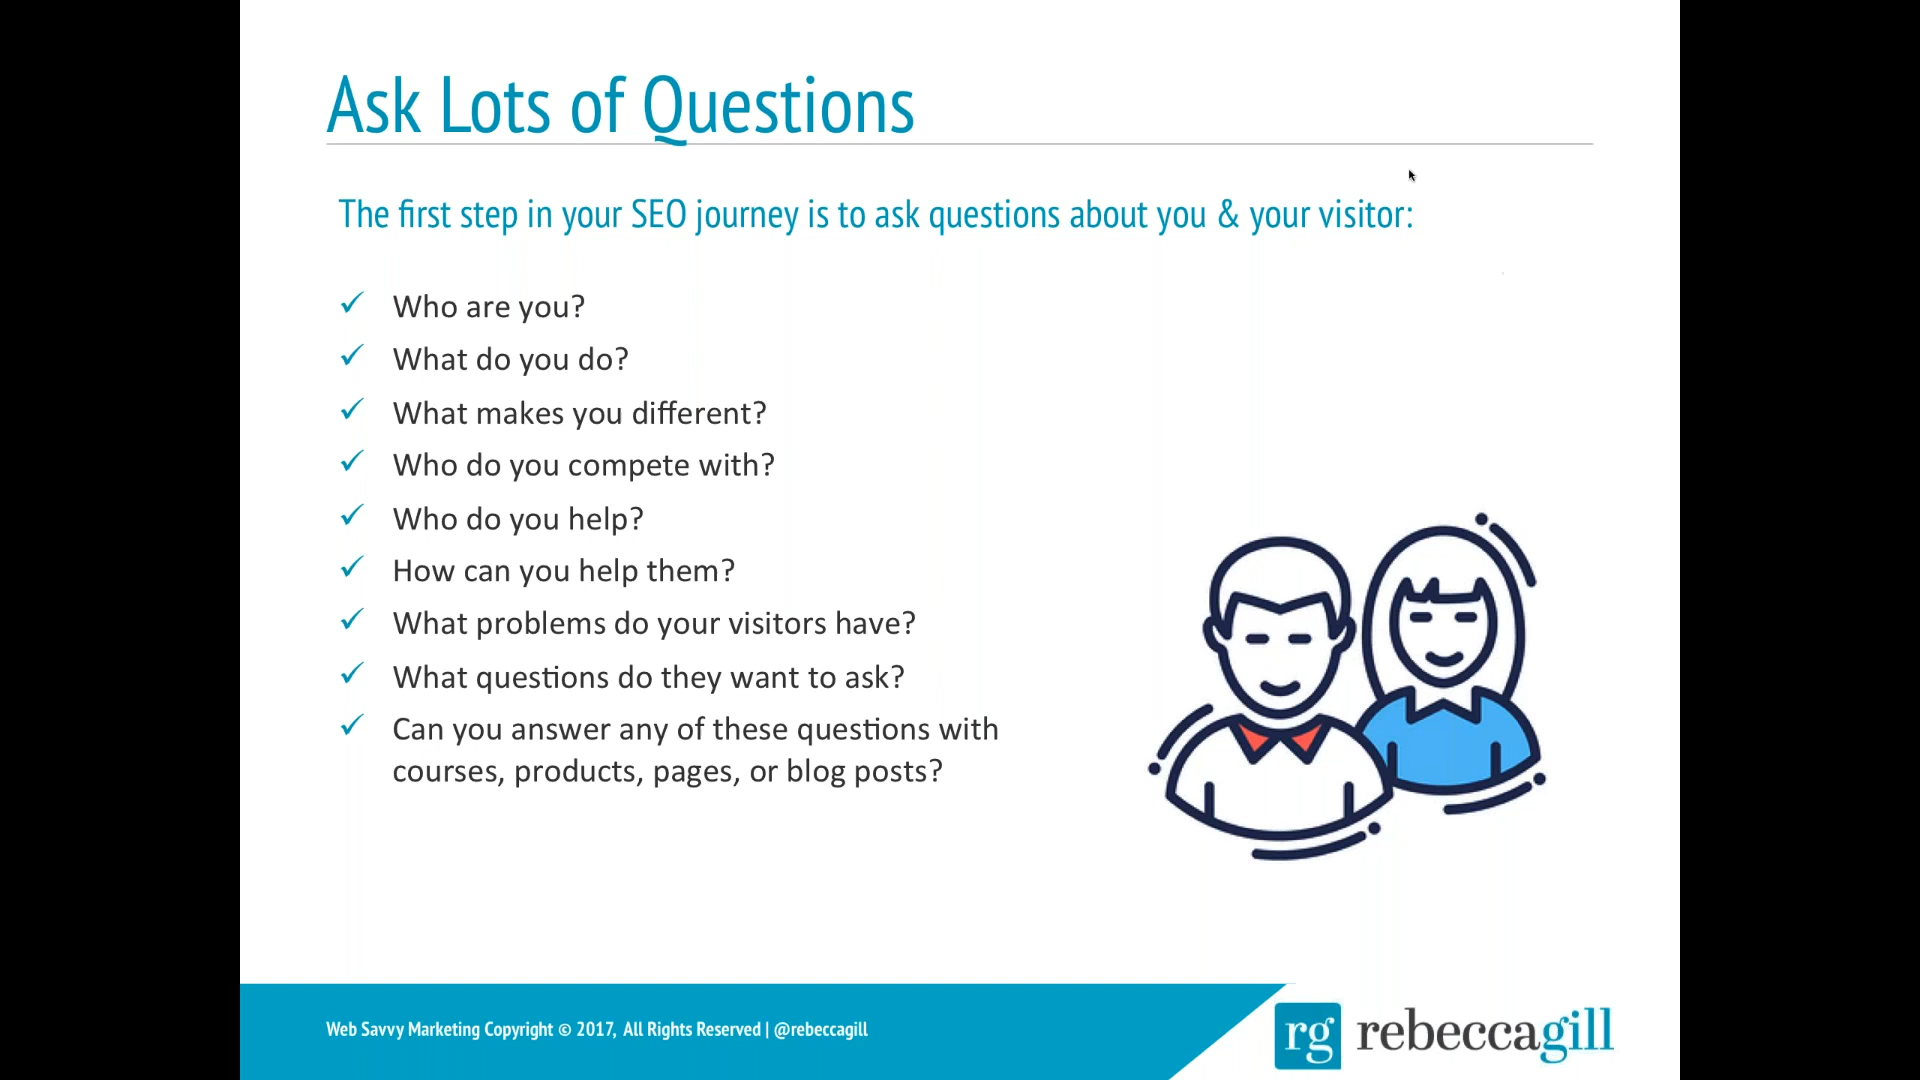 Ask Lots of Questions
The first step in your SEO journey is to ask questions about you & your visitor:
✓ Who are you?
✓ What do you do?
✓ What makes you different?
✓ Who do you compete with?
✓ Who do you help?
✓ How can you help them?
✓ What problems do your visitors have?
✓ What questions do they want to ask?
✓ Can you answer any of these questions with
courses, products, pages, or blog posts?
Web Savvy Marketing Copyright © 2017, All Rights Reserved | @rebeccagill
rg rebeccagill